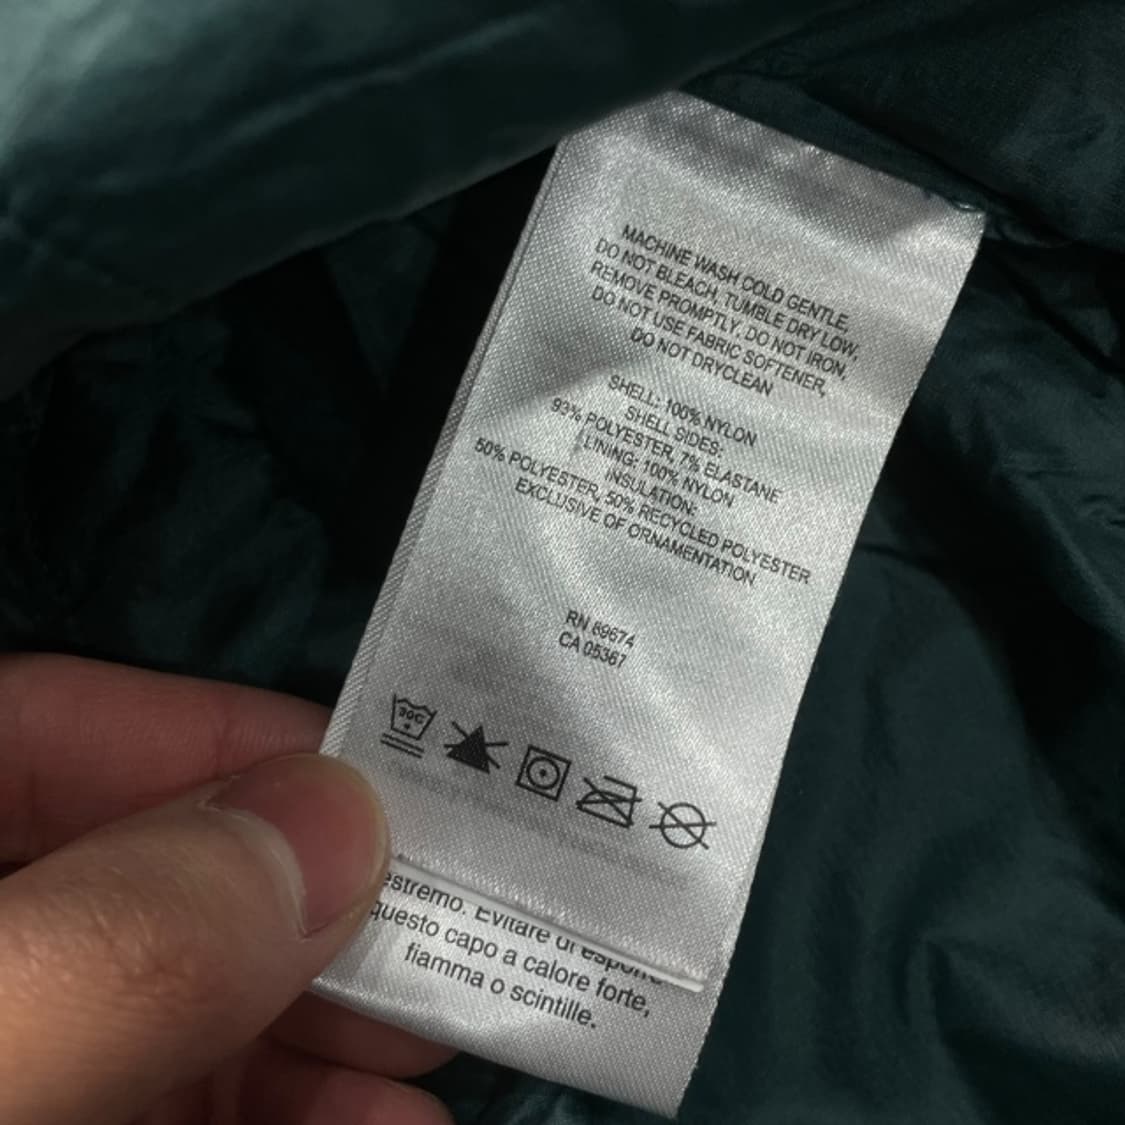 MACHINE WASH COLD GENTLE,
DO NOT BLEACH, TUMBLE DRY LOW,
REMOVE PROMPTLY. DO NOT IRON,
DO NOT USE FABRIC SOFTENER,
DO NOT DRYCLEAN
SHELL: 100% NYLON
SHELL SIDES:
93% POLYESTER, 7% ELASTANE
LINING: 100% NYLON
INSULATION:
50% POLYESTER, 50% RECYCLED POLYESTER
EXCLUSIVE OF ORNAMENTATION
RN 89674
CA 05367
30C
estremo. Evitare di esporre
questo capo a calore forte,
fiamma o scintille.